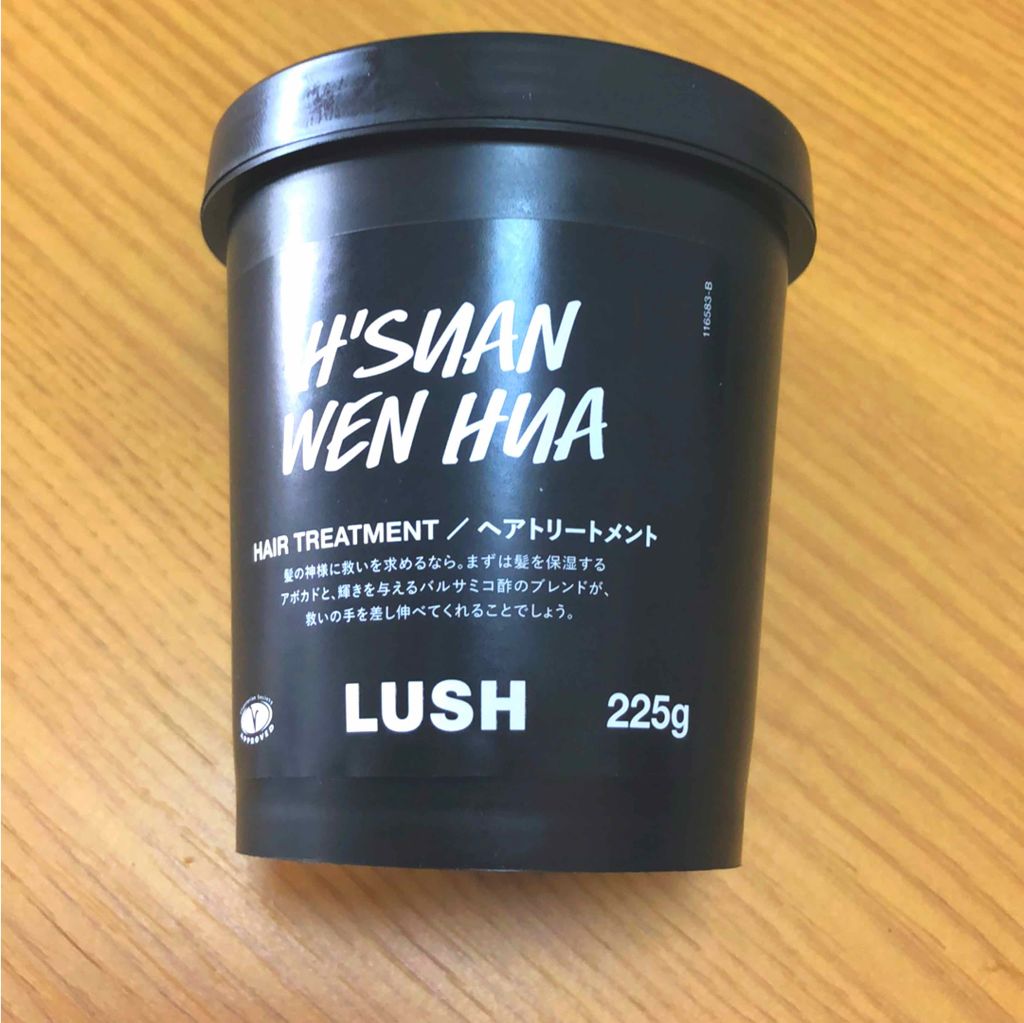 H'SUAN
WEN HUA
HAIR TREATMENT / ヘアトリートメント
髪の神様に救いを求めるなら。まずは髪を保湿する
アボカドと、輝きを与えるバルサミコ酢のブレンドが、
救いの手を差し伸べてくれることでしょう。
LUSH
225g
Society
APPROVED
116583-B